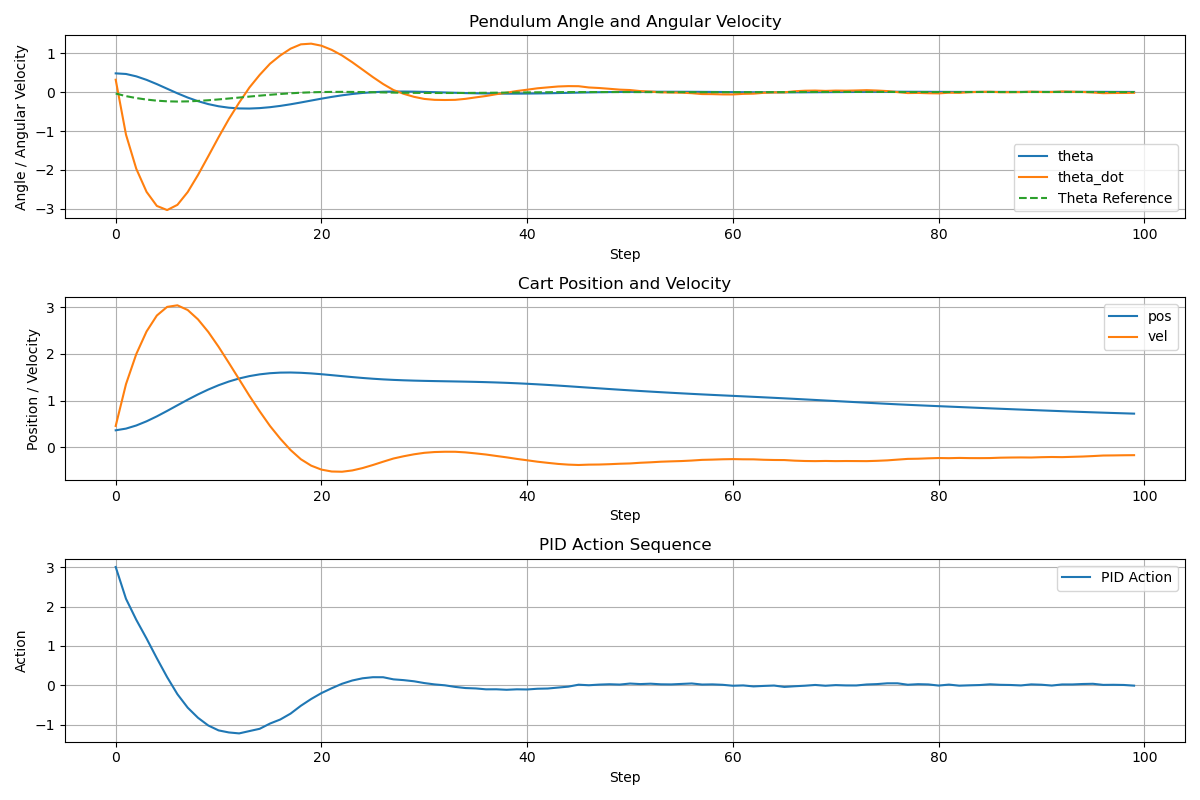 Pendulum Angle and Angular Velocity
Angle / Angular Velocity
1
0
−1
−2
−3
theta
theta_dot
Theta Reference
0 20 40 60 80 100
Step
Cart Position and Velocity
Position / Velocity
3
2
1
0
pos
vel
0 20 40 60 80 100
Step
PID Action Sequence
Action
3
2
1
0
−1
PID Action
0 20 40 60 80 100
Step